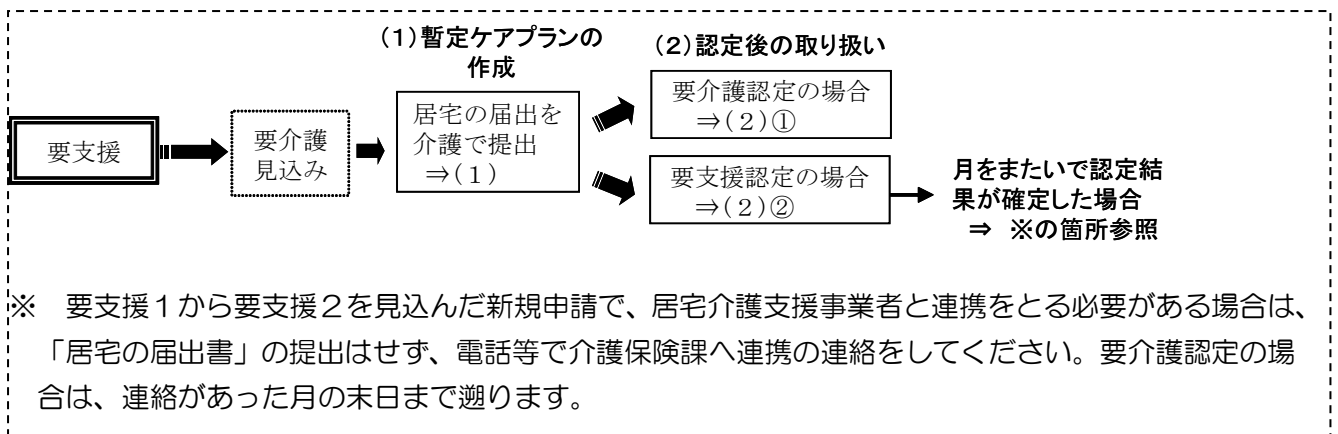 (1)暫定ケアプランの
作成
(2)認定後の取り扱い
要支援
要介護
見込み
居宅の届出を
介護で提出
⇒(1)
要介護認定の場合
⇒(2)①
要支援認定の場合
⇒(2)②
月をまたいで認定結
果が確定した場合
⇒ ※の箇所参照
※ 要支援1から要支援2を見込んだ新規申請で、居宅介護支援事業者と連携をとる必要がある場合は、
「居宅の届出書」の提出はせず、電話等で介護保険課へ連携の連絡をしてください。要介護認定の場
合は、連絡があった月の末日まで遡ります。